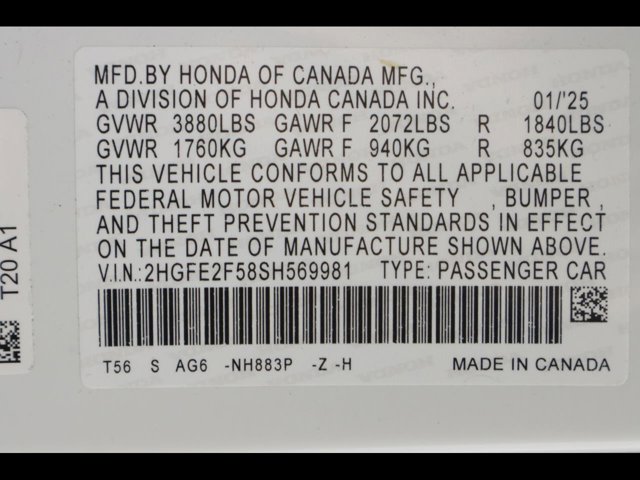 MFD.BY HONDA OF CANADA MFG.,
A DIVISION OF HONDA CANADA INC. 01/'25
GVWR 3880LBS GAWR F 2072LBS R 1840LBS
GVWR 1760KG GAWR F 940KG R 835KG
THIS VEHICLE CONFORMS TO ALL APPLICABLE
FEDERAL MOTOR VEHICLE SAFETY , BUMPER ,
AND THEFT PREVENTION STANDARDS IN EFFECT
ON THE DATE OF MANUFACTURE SHOWN ABOVE.
V.I.N.:2HGFE2F58SH569981 TYPE: PASSENGER CAR
T56 S AG6 -NH883P -Z -H MADE IN CANADA
T20 A1